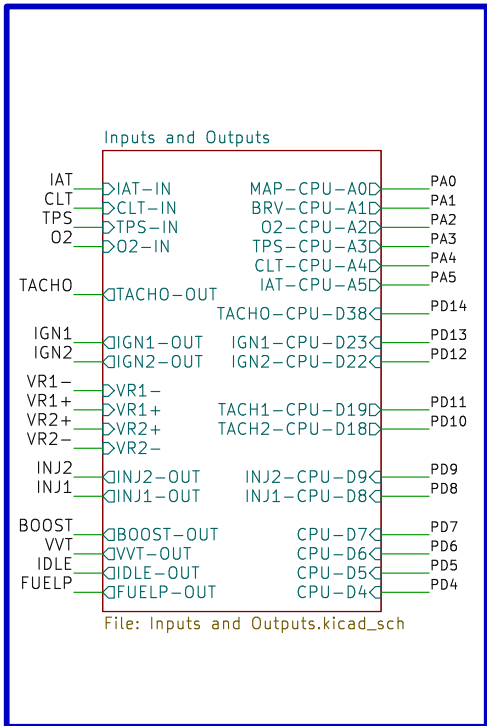 Inputs and Outputs
IAT IAT-IN MAP-CPU-A0 PA0
CLT CLT-IN BRV-CPU-A1 PA1
TPS TPS-IN O2-CPU-A2 PA2
O2 O2-IN TPS-CPU-A3 PA3
CLT-CPU-A4 PA4
IAT-CPU-A5 PA5
TACHO TACHO-OUT
TACHO-CPU-D38 PD14
IGN1 IGN1-OUT IGN1-CPU-D23 PD13
IGN2 IGN2-OUT IGN2-CPU-D22 PD12
VR1- VR1-
VR1+ VR1+ TACH1-CPU-D19 PD11
VR2+ VR2+ TACH2-CPU-D18 PD10
VR2- VR2-
INJ2 INJ2-OUT INJ2-CPU-D9 PD9
INJ1 INJ1-OUT INJ1-CPU-D8 PD8
BOOST BOOST-OUT CPU-D7 PD7
VVT VVT-OUT CPU-D6 PD6
IDLE IDLE-OUT CPU-D5 PD5
FUELP FUELP-OUT CPU-D4 PD4
File: Inputs and Outputs.kicad_sch